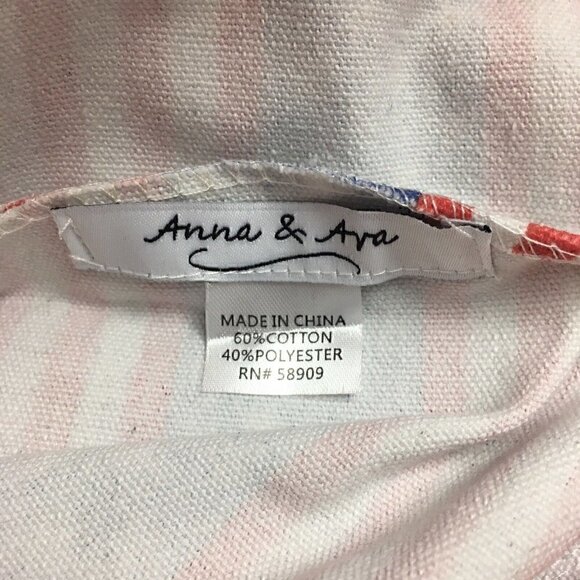 Anna & Ava
MADE IN CHINA
60%COTTON
40%POLYESTER
RN# 58909